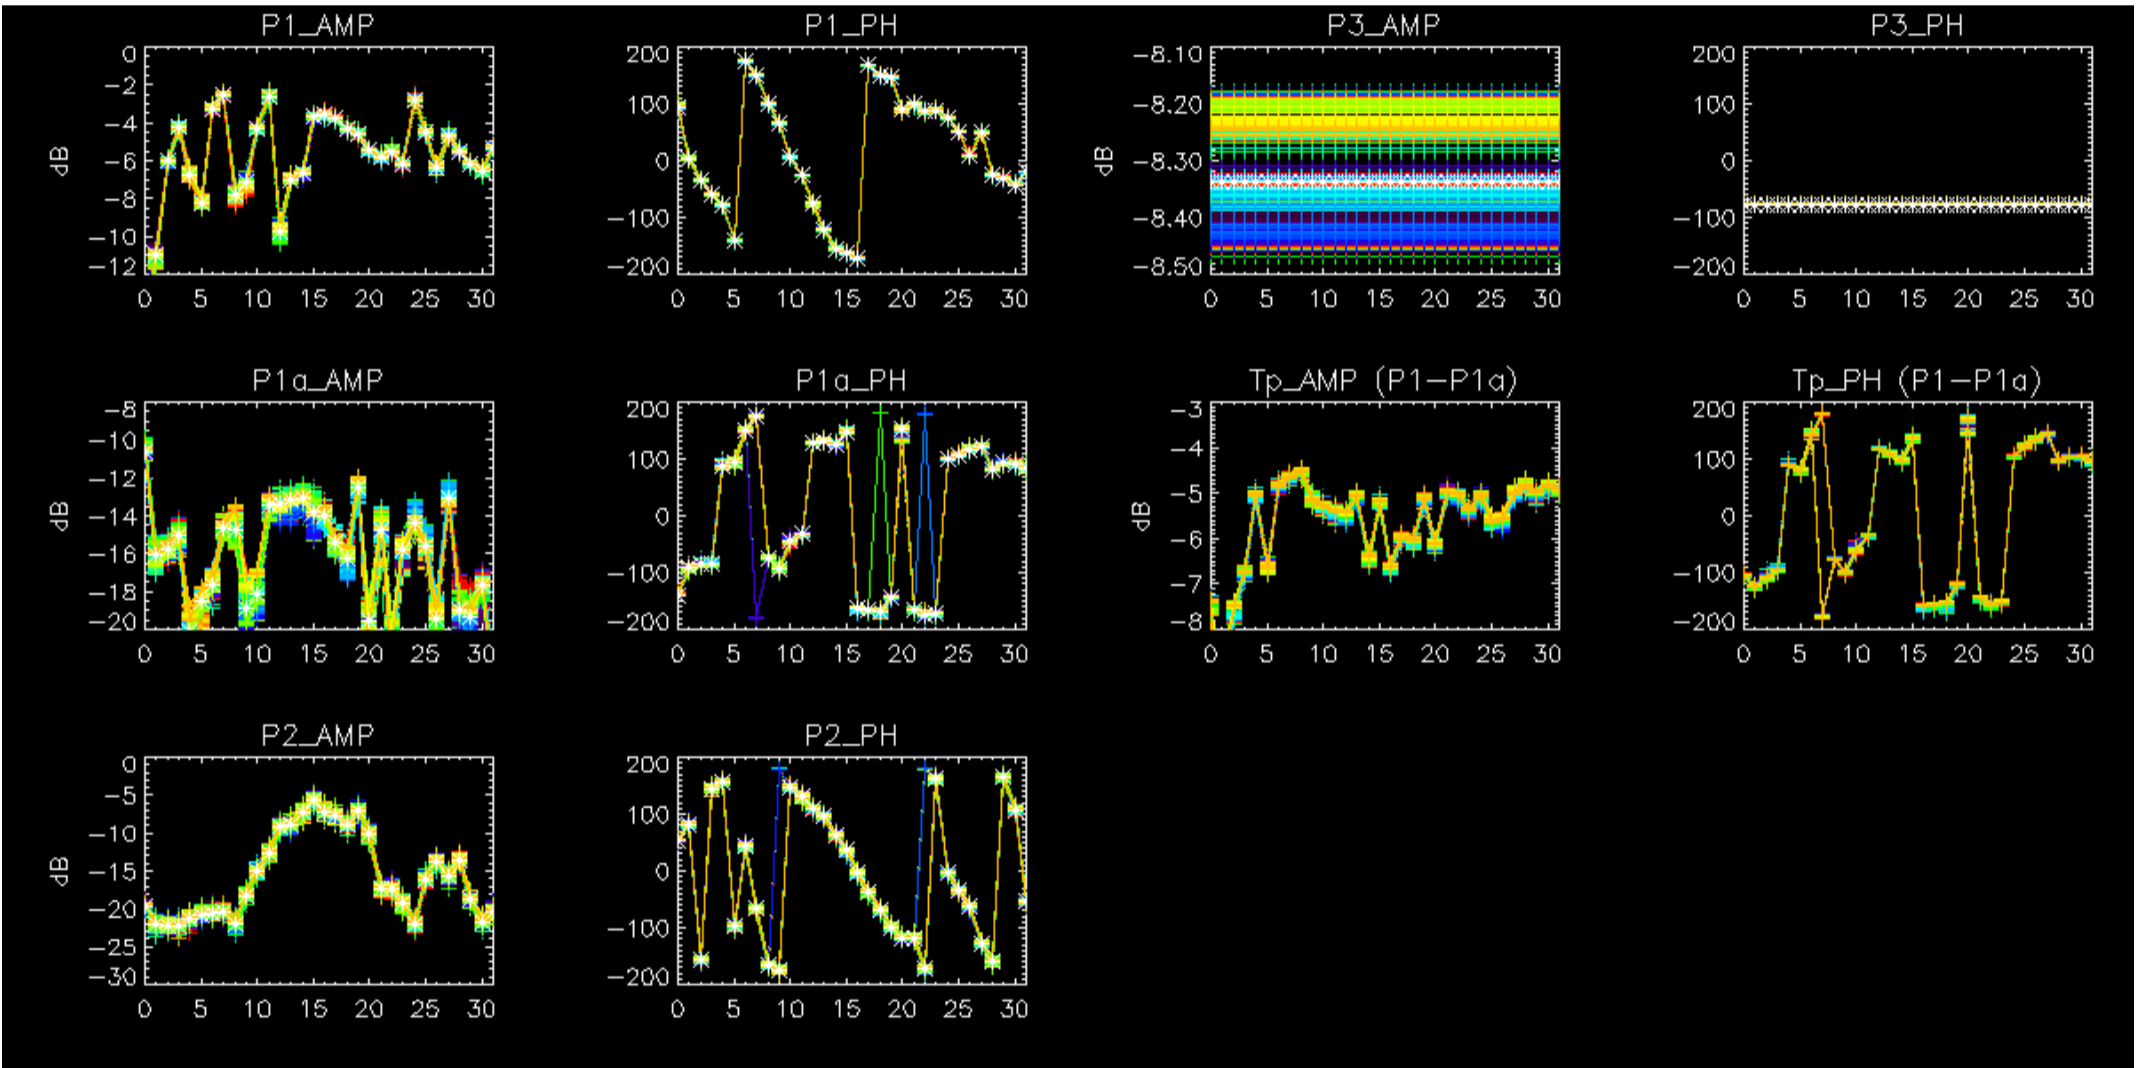 P1_AMP
0
-2
-4
-6
-8
-10
-12
dB
0 5 10 15 20 25 30
P1_PH
200
100
0
-100
-200
0 5 10 15 20 25 30
P3_AMP
-8.10
-8.20
-8.30
-8.40
-8.50
dB
0 5 10 15 20 25 30
P3_PH
200
100
0
-100
-200
0 5 10 15 20 25 30
P1a_AMP
-8
-10
-12
-14
-16
-18
-20
dB
0 5 10 15 20 25 30
P1a_PH
200
100
0
-100
-200
0 5 10 15 20 25 30
Tp_AMP (P1-P1a)
-3
-4
-5
-6
-7
-8
dB
0 5 10 15 20 25 30
Tp_PH (P1-P1a)
200
100
0
-100
-200
0 5 10 15 20 25 30
P2_AMP
0
-5
-10
-15
-20
-25
-30
dB
0 5 10 15 20 25 30
P2_PH
200
100
0
-100
-200
0 5 10 15 20 25 30